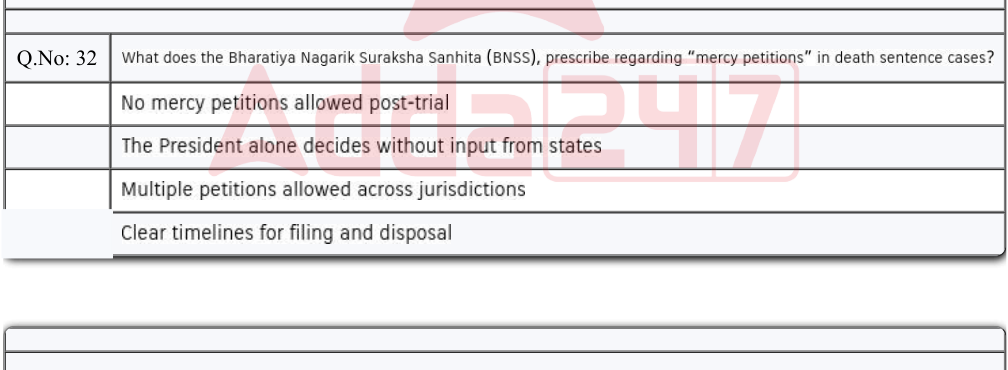 Q.No: 32 What does the Bharatiya Nagarik Suraksha Sanhita (BNSS), prescribe regarding “mercy petitions” in death sentence cases?
No mercy petitions allowed post-trial
The President alone decides without input from states
Multiple petitions allowed across jurisdictions
Clear timelines for filing and disposal
Adda247